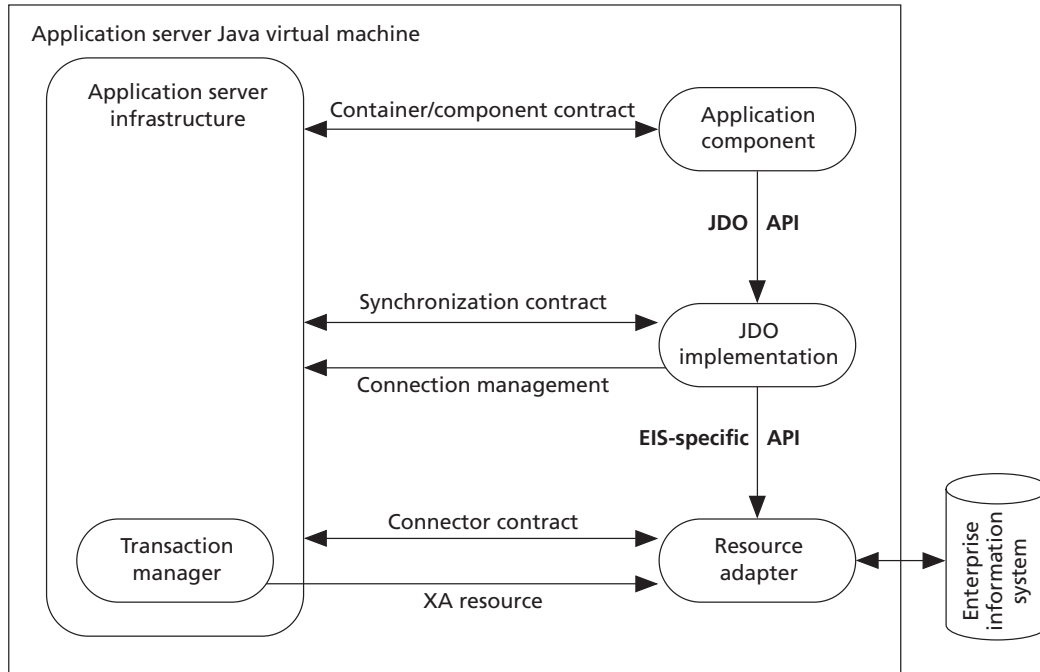 Application server Java virtual machine
Application server
infrastructure
Container/component contract
Application
component
JDO API
Synchronization contract
JDO
implementation
Connection management
EIS-specific API
Connector contract
Transaction
manager
Resource
adapter
XA resource
Enterprise
information
system